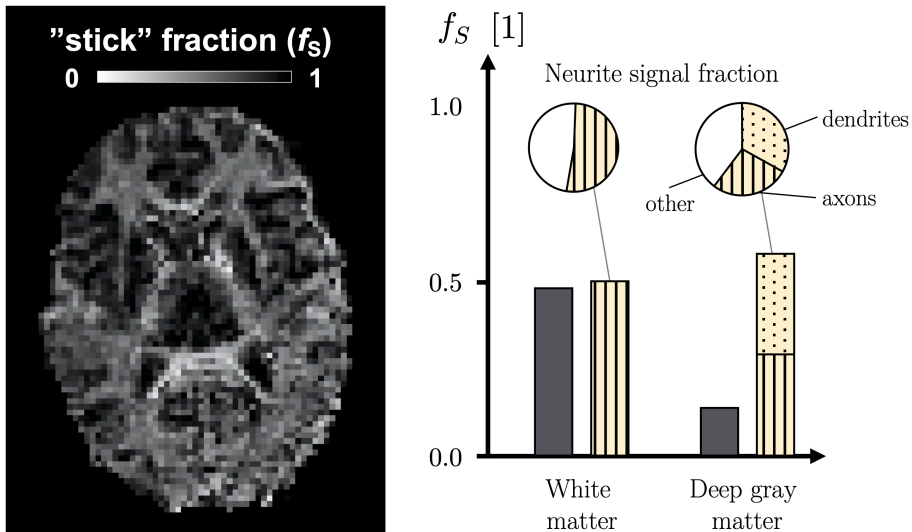 ”stick” fraction (fS)
0 1
fS [1]
Neurite signal fraction
1.0
dendrites
other
axons
0.5
0.0
White
matter
Deep gray
matter